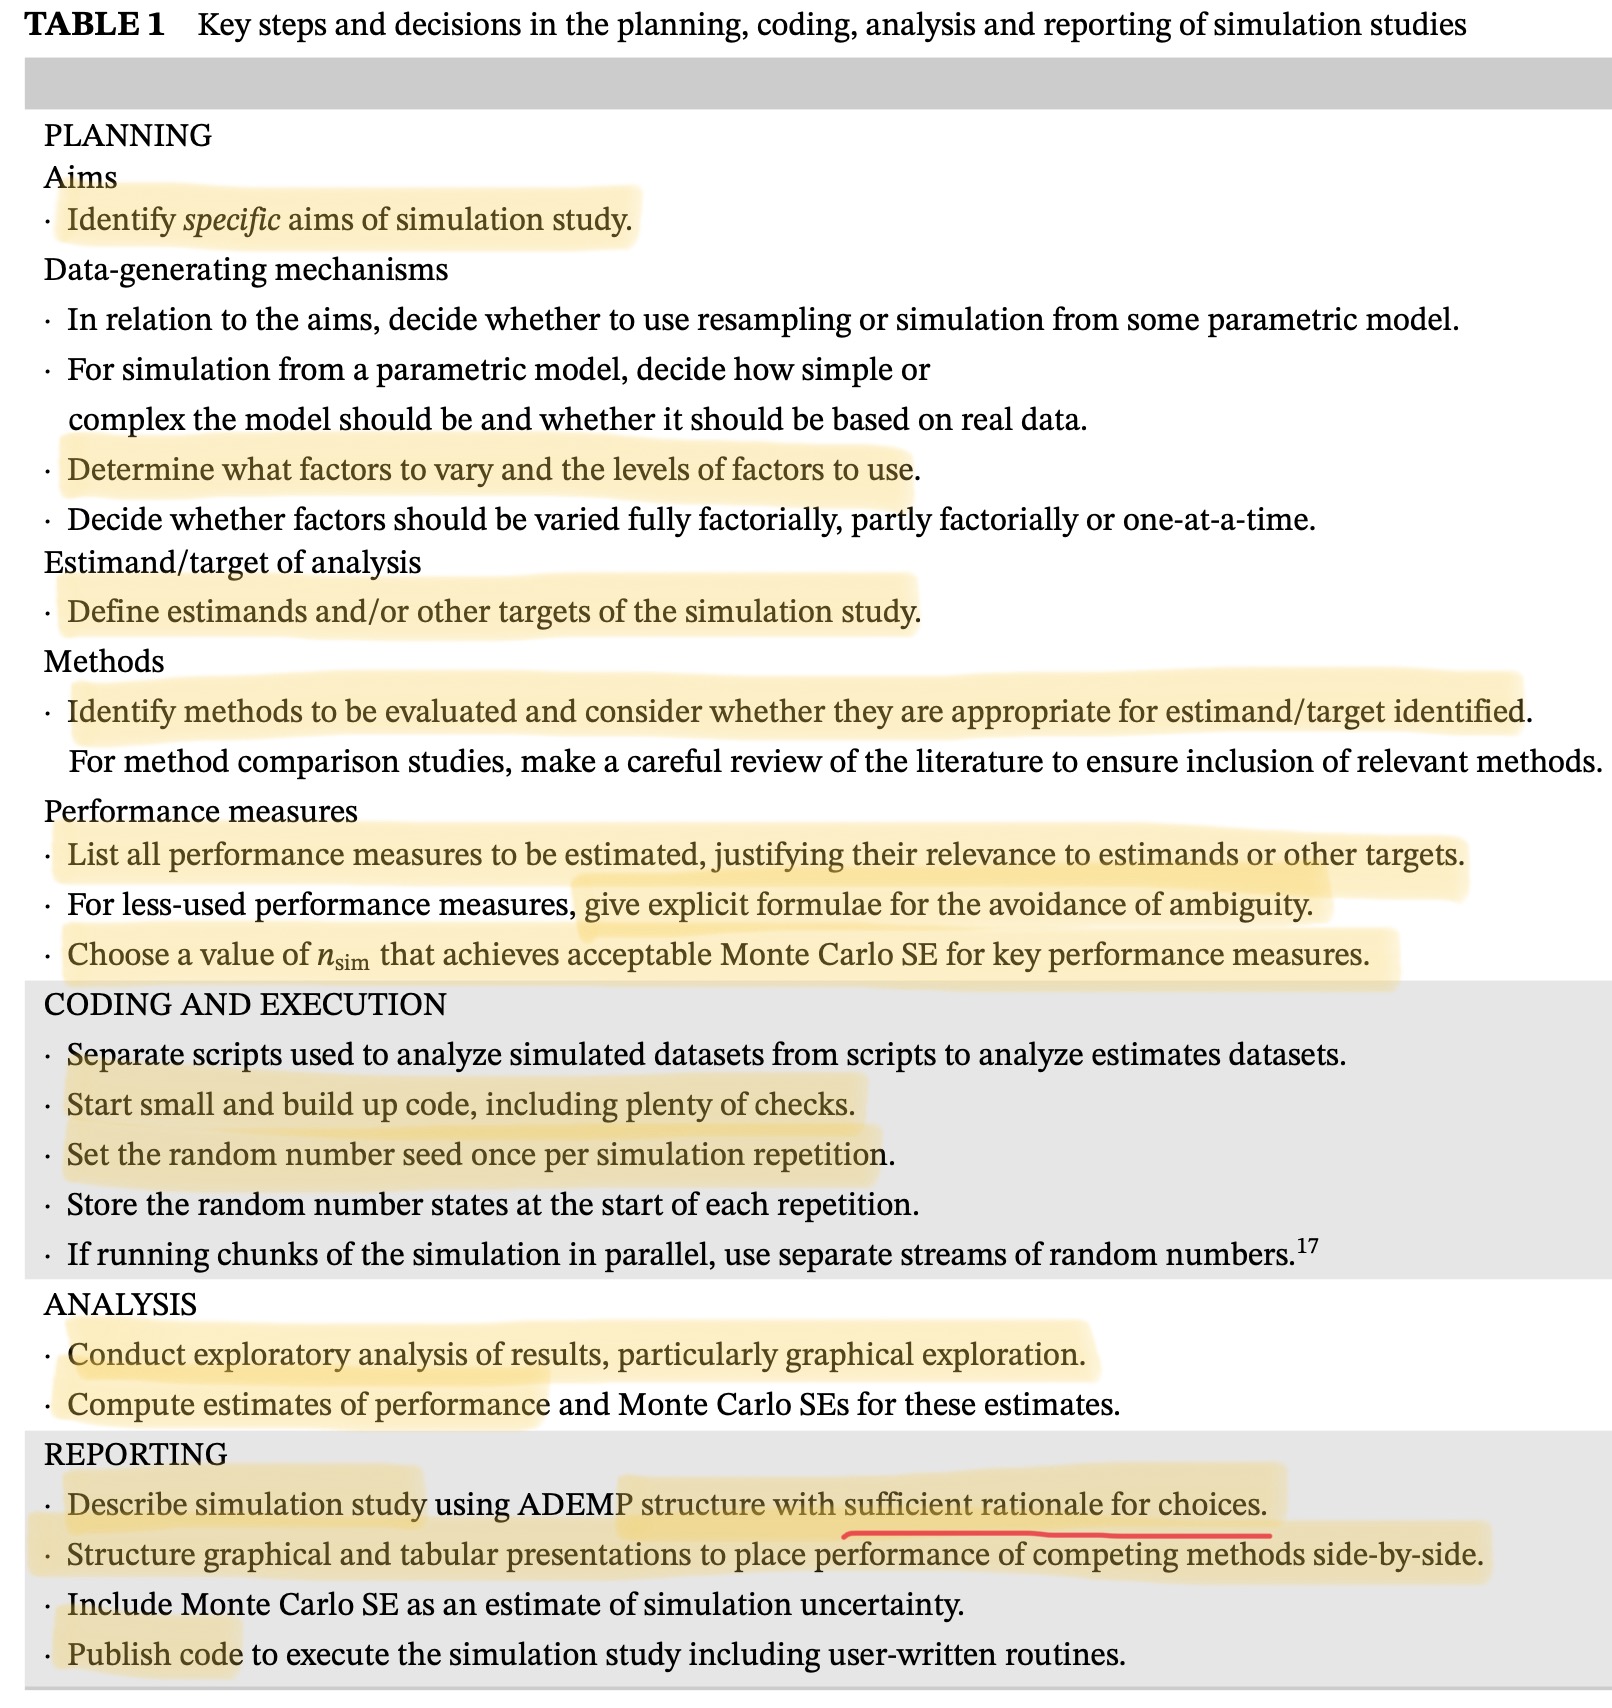 TABLE 1 Key steps and decisions in the planning, coding, analysis and reporting of simulation studies
PLANNING
Aims
· Identify specific aims of simulation study.
Data-generating mechanisms
· In relation to the aims, decide whether to use resampling or simulation from some parametric model.
· For simulation from a parametric model, decide how simple or
complex the model should be and whether it should be based on real data.
· Determine what factors to vary and the levels of factors to use.
· Decide whether factors should be varied fully factorially, partly factorially or one-at-a-time.
Estimand/target of analysis
· Define estimands and/or other targets of the simulation study.
Methods
· Identify methods to be evaluated and consider whether they are appropriate for estimand/target identified.
For method comparison studies, make a careful review of the literature to ensure inclusion of relevant methods.
Performance measures
· List all performance measures to be estimated, justifying their relevance to estimands or other targets.
· For less-used performance measures, give explicit formulae for the avoidance of ambiguity.
· Choose a value of nsim that achieves acceptable Monte Carlo SE for key performance measures.
CODING AND EXECUTION
· Separate scripts used to analyze simulated datasets from scripts to analyze estimates datasets.
· Start small and build up code, including plenty of checks.
· Set the random number seed once per simulation repetition.
· Store the random number states at the start of each repetition.
· If running chunks of the simulation in parallel, use separate streams of random numbers.17
ANALYSIS
· Conduct exploratory analysis of results, particularly graphical exploration.
· Compute estimates of performance and Monte Carlo SEs for these estimates.
REPORTING
· Describe simulation study using ADEMP structure with sufficient rationale for choices.
· Structure graphical and tabular presentations to place performance of competing methods side-by-side.
· Include Monte Carlo SE as an estimate of simulation uncertainty.
· Publish code to execute the simulation study including user-written routines.